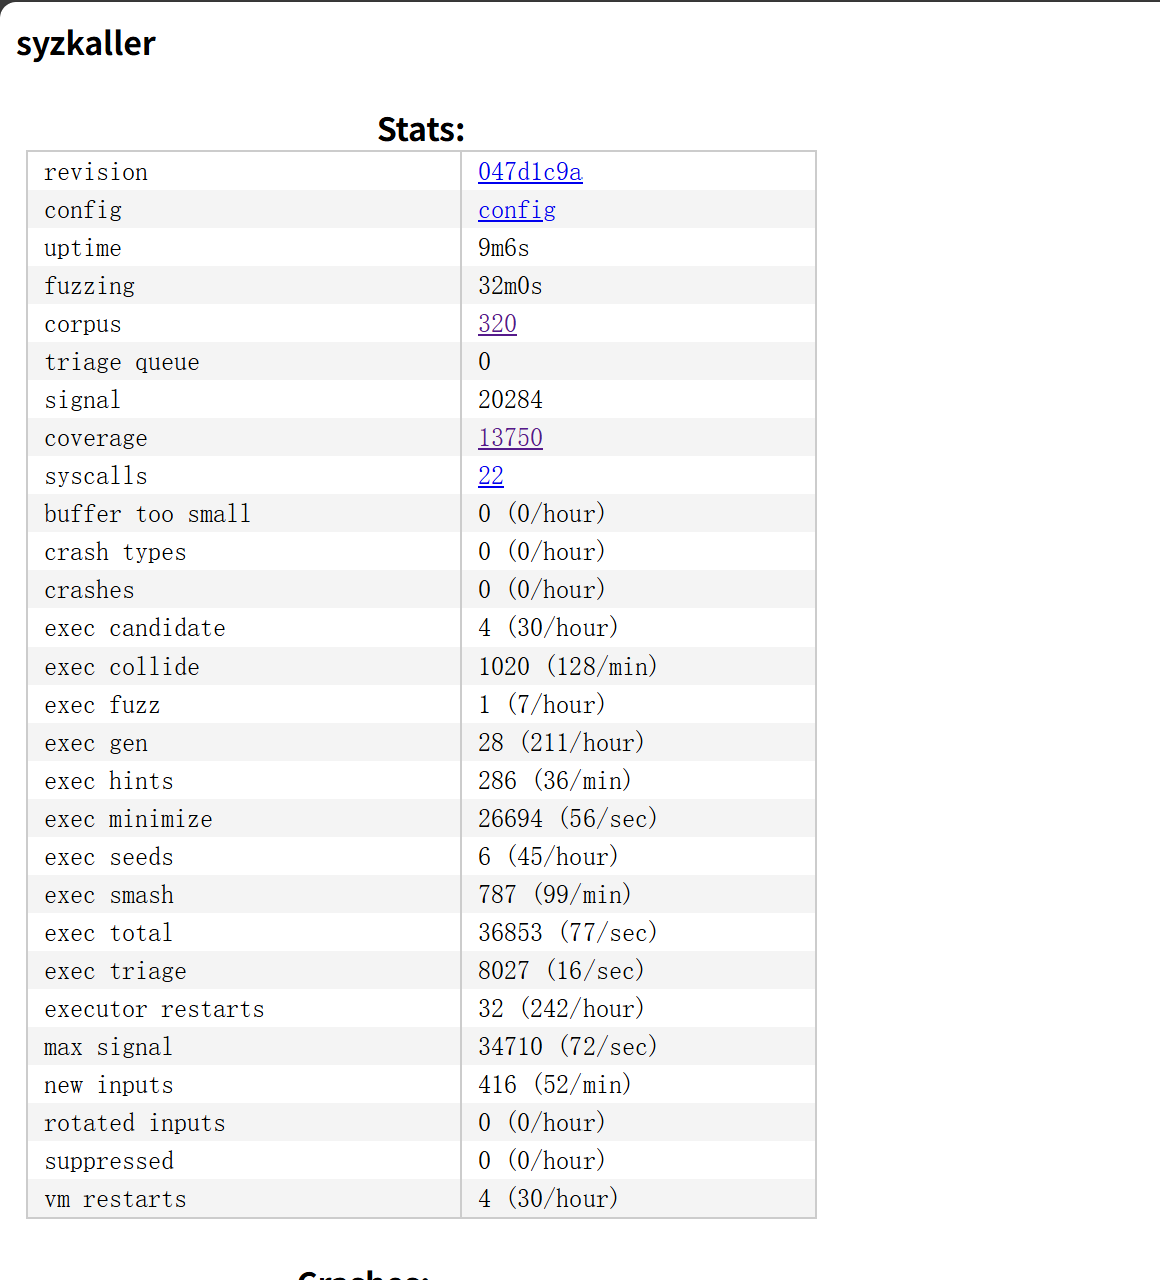 syzkaller
Stats:
revision 047d1c9a
config config
uptime 9m6s
fuzzing 32m0s
corpus 320
triage queue 0
signal 20284
coverage 13750
syscalls 22
buffer too small 0 (0/hour)
crash types 0 (0/hour)
crashes 0 (0/hour)
exec candidate 4 (30/hour)
exec collide 1020 (128/min)
exec fuzz 1 (7/hour)
exec gen 28 (211/hour)
exec hints 286 (36/min)
exec minimize 26694 (56/sec)
exec seeds 6 (45/hour)
exec smash 787 (99/min)
exec total 36853 (77/sec)
exec triage 8027 (16/sec)
executor restarts 32 (242/hour)
max signal 34710 (72/sec)
new inputs 416 (52/min)
rotated inputs 0 (0/hour)
suppressed 0 (0/hour)
vm restarts 4 (30/hour)
Crashes: